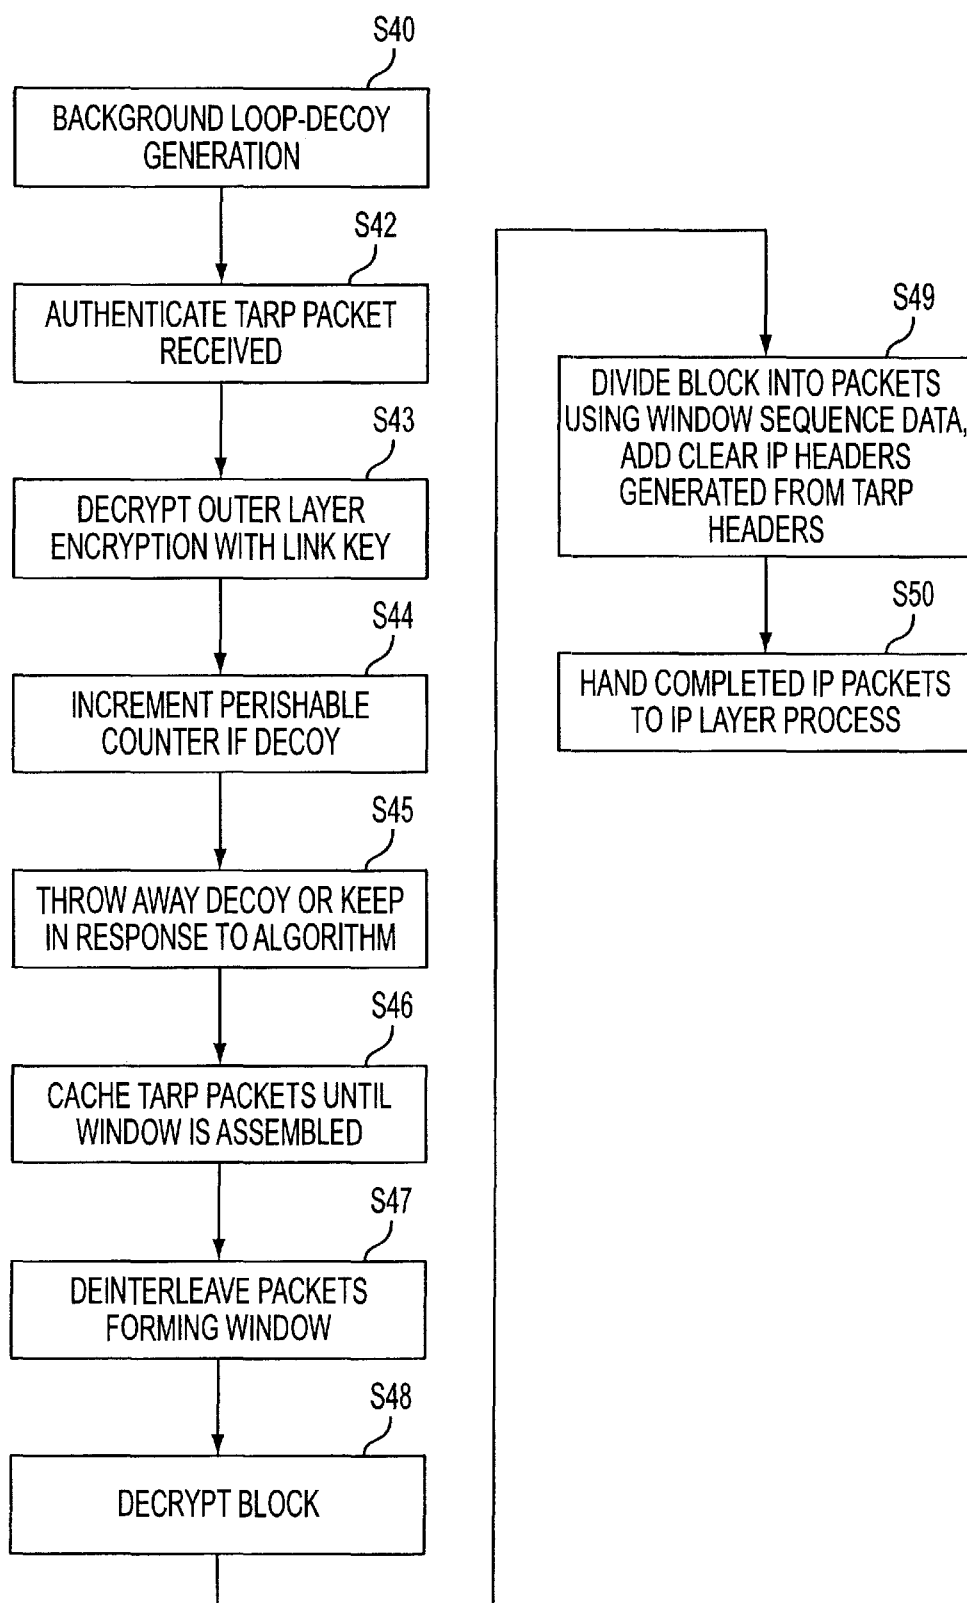 S40
BACKGROUND LOOP-DECOY
GENERATION
S42
AUTHENTICATE TARP PACKET
RECEIVED
S43
DECRYPT OUTER LAYER
ENCRYPTION WITH LINK KEY
S44
INCREMENT PERISHABLE
COUNTER IF DECOY
S45
THROW AWAY DECOY OR KEEP
IN RESPONSE TO ALGORITHM
S46
CACHE TARP PACKETS UNTIL
WINDOW IS ASSEMBLED
S47
DEINTERLEAVE PACKETS
FORMING WINDOW
S48
DECRYPT BLOCK
S49
DIVIDE BLOCK INTO PACKETS
USING WINDOW SEQUENCE DATA,
ADD CLEAR IP HEADERS
GENERATED FROM TARP
HEADERS
S50
HAND COMPLETED IP PACKETS
TO IP LAYER PROCESS